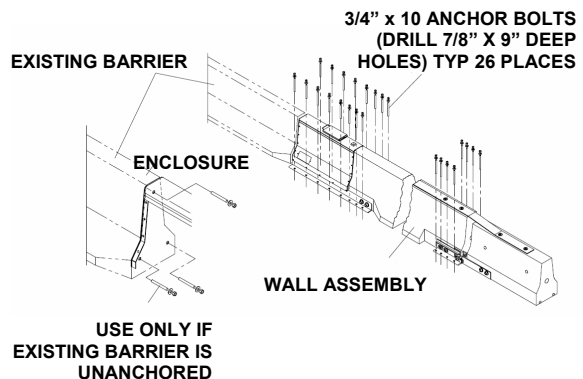 3/4” x 10 ANCHOR BOLTS
(DRILL 7/8” X 9” DEEP
HOLES) TYP 26 PLACES
EXISTING BARRIER
ENCLOSURE
WALL ASSEMBLY
USE ONLY IF
EXISTING BARRIER IS
UNANCHORED